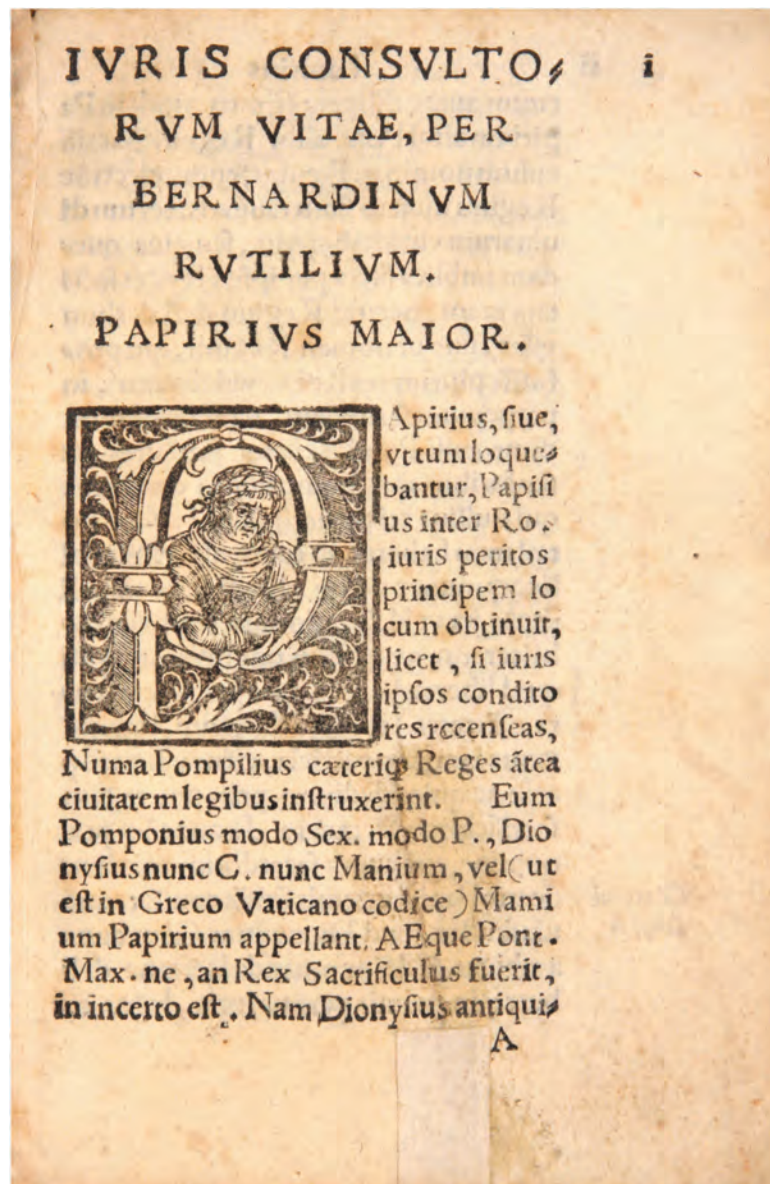 IVRIS CONSVLTO⸗ i
RVM VITAE, PER
BERNARDINVM
RVTILIVM.
PAPIRIVS MAIOR.
PApirius, ſiue,
vt tum loque⸗
bantur, Papiſi
us inter Ro.
iuris peritos
principem lo
cum obtinuit,
licet, ſi iuris
ipſos condito
res recenſeas,
Numa Pompilius cæteriqꝫ Reges ãtea
ciuitatem legibus inſtruxerint. Eum
Pomponius modo Sex. modo P., Dio
nyſius nunc C. nunc Manium, vel (ut
eſt in Greco Vaticano codice) Mami
um Papirium appellant. AEque Pont.
Max. ne, an Rex Sacrificulus fuerit,
in incerto eſt. Nam Dionyſius antiqui⸗
A